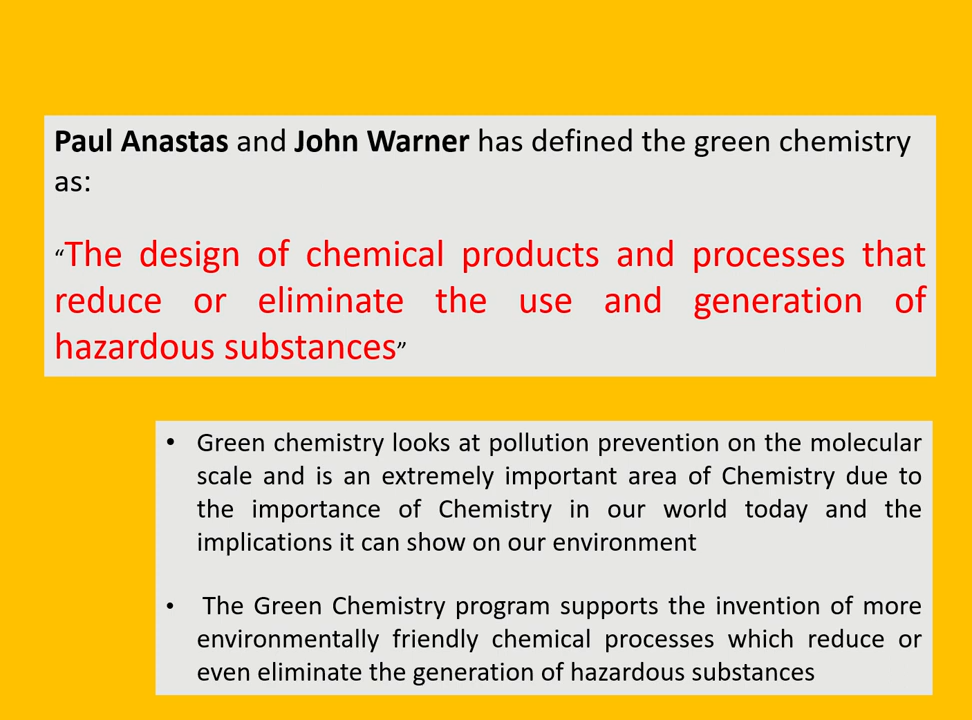 Paul Anastas and John Warner has defined the green chemistry
as:
“The design of chemical products and processes that
reduce or eliminate the use and generation of
hazardous substances”
• Green chemistry looks at pollution prevention on the molecular
scale and is an extremely important area of Chemistry due to
the importance of Chemistry in our world today and the
implications it can show on our environment
• The Green Chemistry program supports the invention of more
environmentally friendly chemical processes which reduce or
even eliminate the generation of hazardous substances